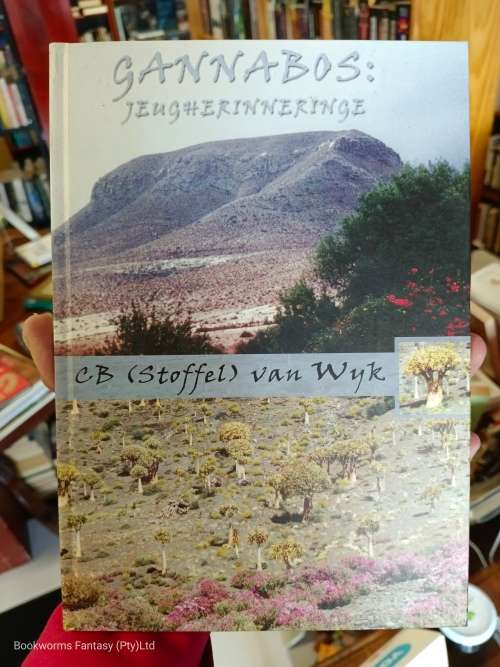 GANNABOS:
JEUGHERINNERINGE
CB (Stoffel) van Wyk
Bookworms Fantasy (Pty)Ltd